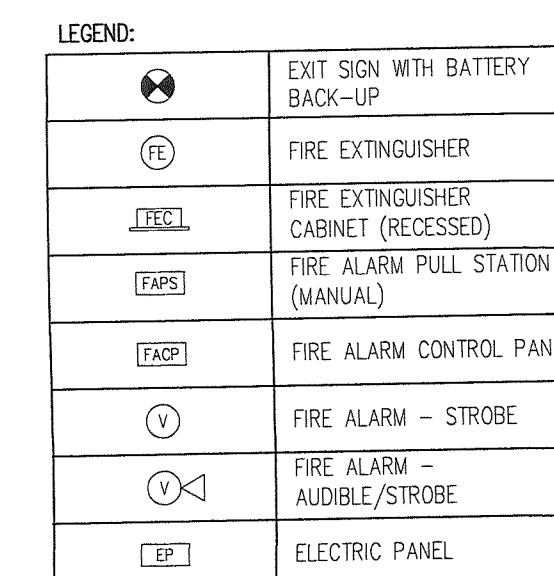 LEGEND:
EXIT SIGN WITH BATTERY
BACK-UP
FE FIRE EXTINGUISHER
FIRE EXTINGUISHER
FEC
CABINET (RECESSED)
FIRE ALARM PULL STATION
FAPS
(MANUAL)
FACP FIRE ALARM CONTROL PAN
V FIRE ALARM – STROBE
FIRE ALARM –
V
AUDIBLE/STROBE
EP ELECTRIC PANEL